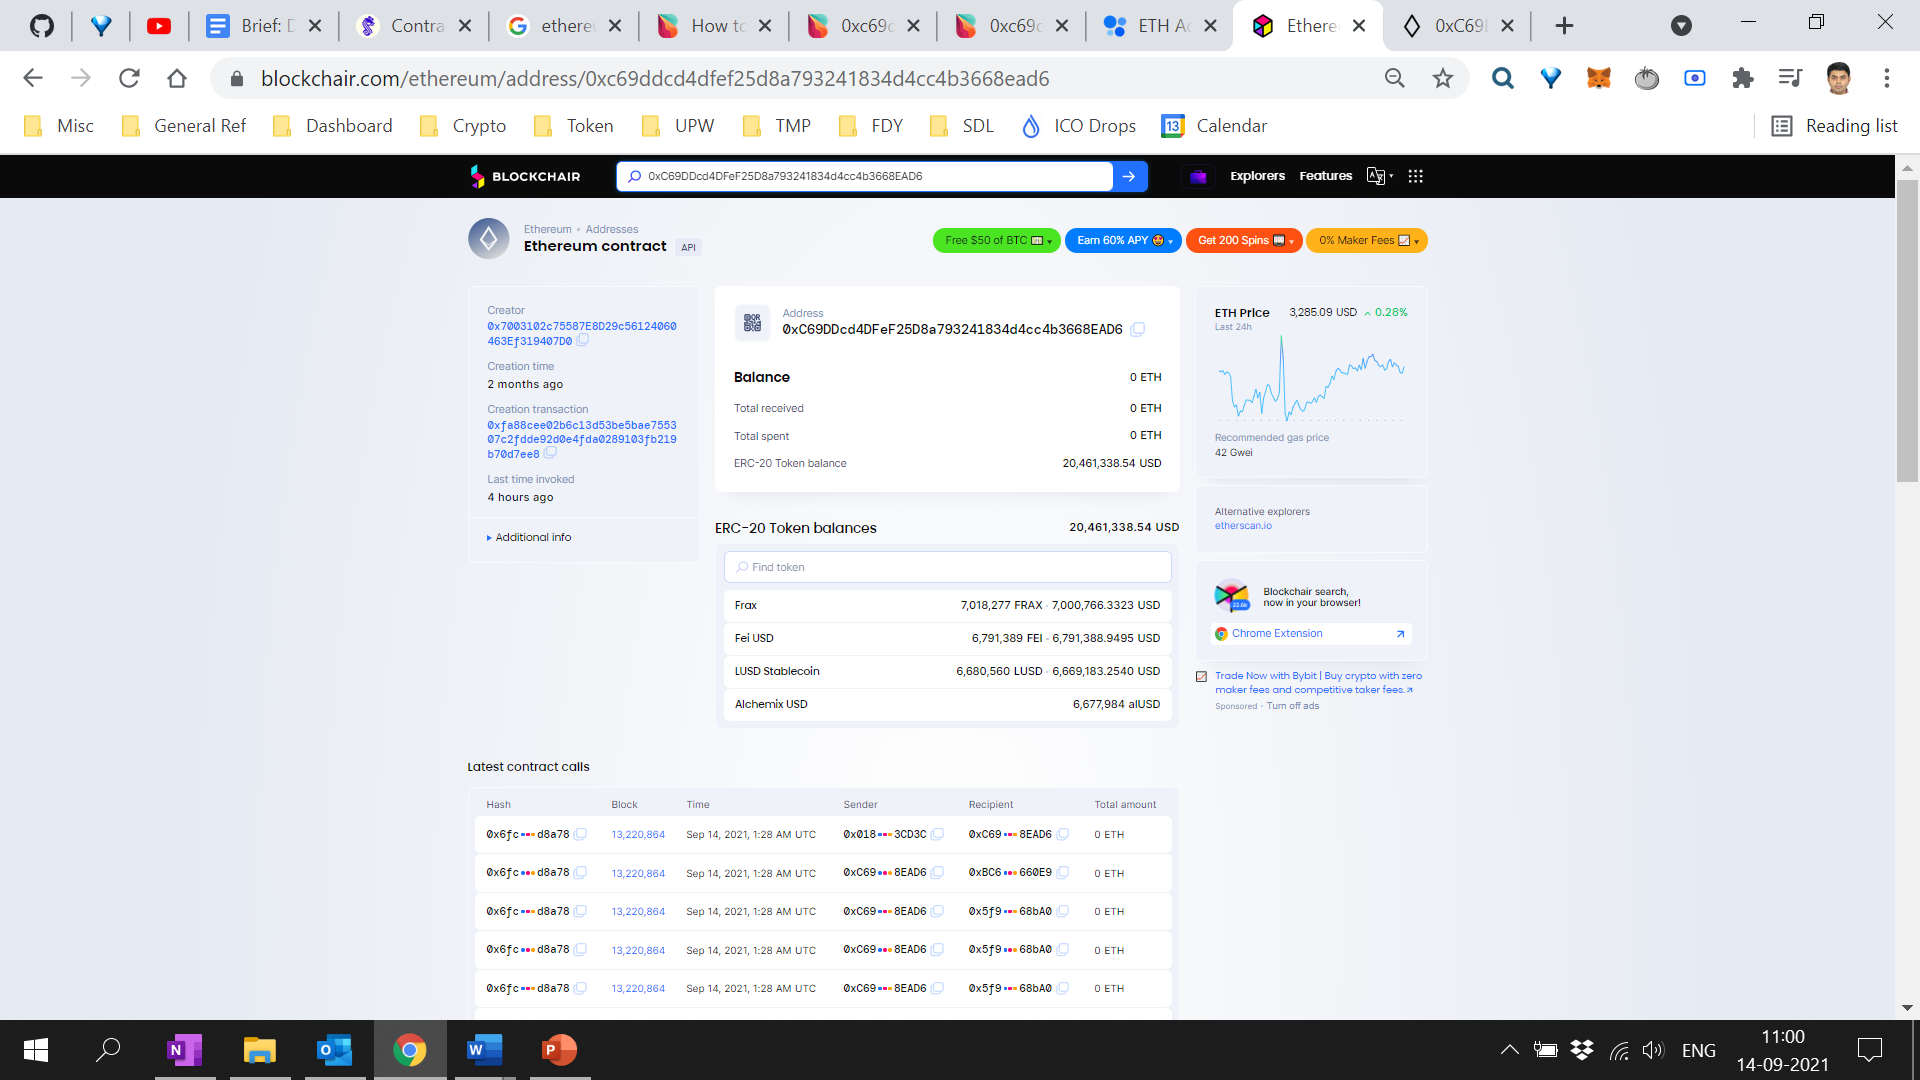 Brief: D
Contra
ethere
How to
0xc69c
0xc69c
ETH Ac
Ethere
0xC69
blockchair.com/ethereum/address/0xc69ddcd4dfef25d8a793241834d4cc4b3668ead6
Misc
General Ref
Dashboard
Crypto
Token
UPW
TMP
FDY
SDL
ICO Drops
13
Calendar
Reading list
BLOCKCHAIR
0xC69DDcd4DFeF25D8a793241834d4cc4b3668EAD6
Explorers
Features
Ethereum • Addresses
Ethereum contract API
Free $50 of BTC
Earn 60% APY
Get 200 Spins
0% Maker Fees
Creator
0x7003102c75587E8D29c56124060
463Ef319407D0
Creation time
2 months ago
Creation transaction
0xfa88cee02b6c13d53be5bae7553
07c2fdde92d0e4fda0289103fb219
b70d7ee8
Last time invoked
4 hours ago
Additional info
QR
Address
0xC69DDcd4DFeF25D8a793241834d4cc4b3668EAD6
Balance 0 ETH
Total received 0 ETH
Total spent 0 ETH
ERC-20 Token balance 20,461,338.54 USD
ERC-20 Token balances 20,461,338.54 USD
Find token
Frax 7,018,277 FRAX · 7,000,766.3323 USD
Fei USD 6,791,389 FEI · 6,791,388.9495 USD
LUSD Stablecoin 6,680,560 LUSD · 6,669,183.2540 USD
Alchemix USD 6,677,984 alUSD
ETH Price 3,285.09 USD 0.28%
Last 24h
Recommended gas price
42 Gwei
Alternative explorers
etherscan.io
Blockchair search,
now in your browser!
Chrome Extension
Trade Now with Bybit | Buy crypto with zero
maker fees and competitive taker fees.
Sponsored · Turn off ads
Latest contract calls
Hash Block Time Sender Recipient Total amount
0x6fc•••d8a78 13,220,864 Sep 14, 2021, 1:28 AM UTC 0x018•••3CD3C 0xC69•••8EAD6 0 ETH
0x6fc•••d8a78 13,220,864 Sep 14, 2021, 1:28 AM UTC 0xC69•••8EAD6 0xBC6•••660E9 0 ETH
0x6fc•••d8a78 13,220,864 Sep 14, 2021, 1:28 AM UTC 0xC69•••8EAD6 0x5f9•••68bA0 0 ETH
0x6fc•••d8a78 13,220,864 Sep 14, 2021, 1:28 AM UTC 0xC69•••8EAD6 0x5f9•••68bA0 0 ETH
0x6fc•••d8a78 13,220,864 Sep 14, 2021, 1:28 AM UTC 0xC69•••8EAD6 0x5f9•••68bA0 0 ETH
ENG
11:00
14-09-2021